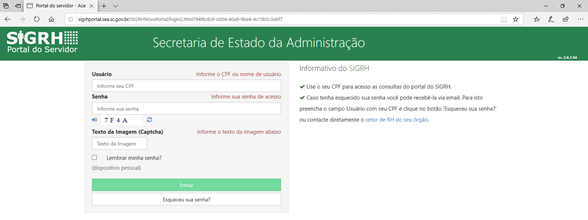 Portal do servidor - Ace
sigrhportal.sea.sc.gov.br/SIGRHNovoPortal/login2.html?
SIGRH
Portal do Servidor
Secretaria de Estado da Administração
Usuário Informe o CPF ou nome de usuário
Informe seu CPF
Senha Informe sua senha de acesso
Informe sua senha
7 F 4 A
Texto da Imagem (Captcha) Informe o texto da imagem abaixo
Texto da Imagem
Lembrar minha senha?
(dispositivo pessoal)
Entrar
Esqueceu sua senha?
Informativo do SIGRH
Use o seu CPF para acesso as consultas do portal do SIGRH.
Caso tenha esquecido sua senha você pode recebê-la via email. Para isto
preencha o campo Usuário com seu CPF e clique no botão 'Esqueceu sua senha?'
ou contacte diretamente o setor de RH do seu órgão.